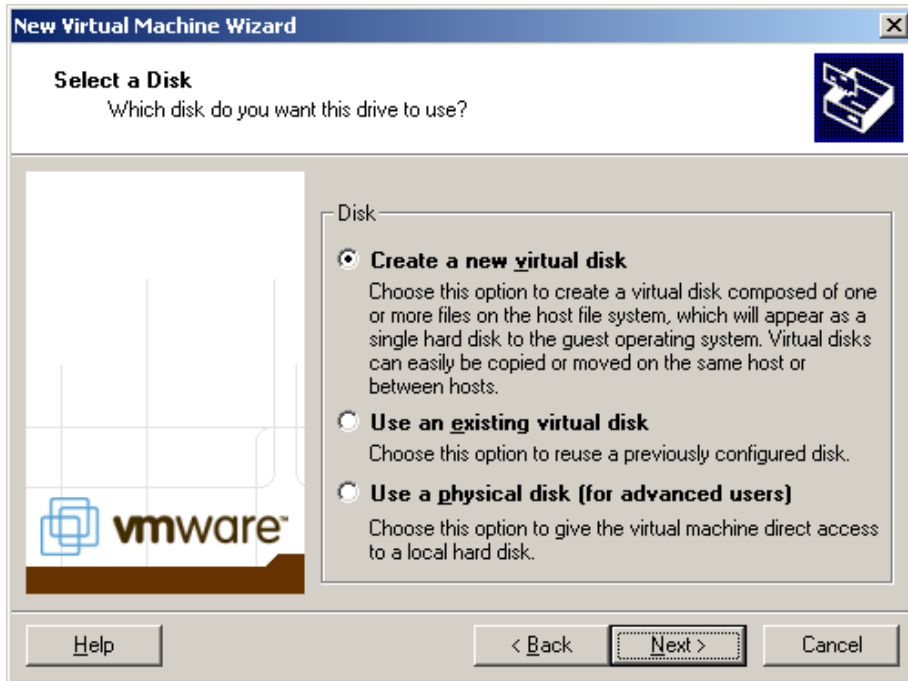 New Virtual Machine Wizard
Select a Disk
Which disk do you want this drive to use?
Disk
Create a new virtual disk
Choose this option to create a virtual disk composed of one
or more files on the host file system, which will appear as a
single hard disk to the guest operating system. Virtual disks
can easily be copied or moved on the same host or
between hosts.
Use an existing virtual disk
Choose this option to reuse a previously configured disk.
Use a physical disk (for advanced users)
Choose this option to give the virtual machine direct access
to a local hard disk.
vmware™
Help
< Back
Next >
Cancel